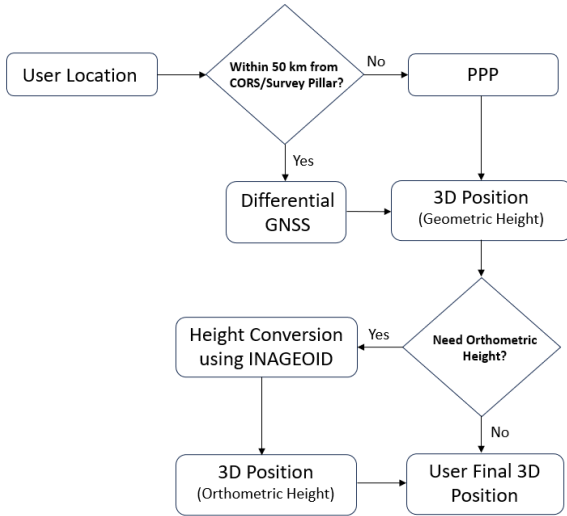 User Location
Within 50 km from
CORS/Survey Pillar?
No
PPP
Yes
Differential
GNSS
3D Position
(Geometric Height)
Need Orthometric
Height?
Yes
Height Conversion
using INAGEOID
No
3D Position
(Orthometric Height)
User Final 3D
Position